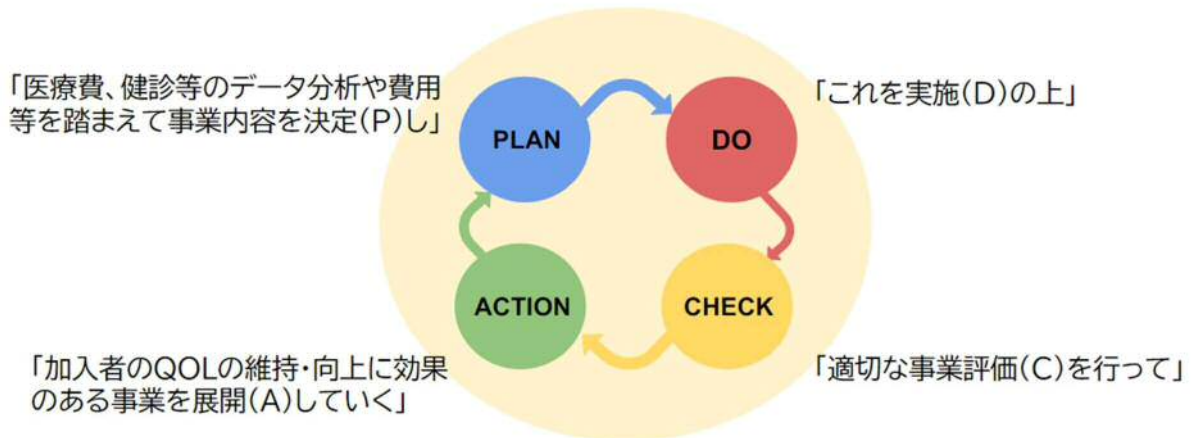 「医療費、健診等のデータ分析や費用
等を踏まえて事業内容を決定(P)し」
PLAN
DO
「これを実施(D)の上」
「加入者のQOLの維持・向上に効果
のある事業を展開(A)していく」
ACTION
CHECK
「適切な事業評価(C)を行って」